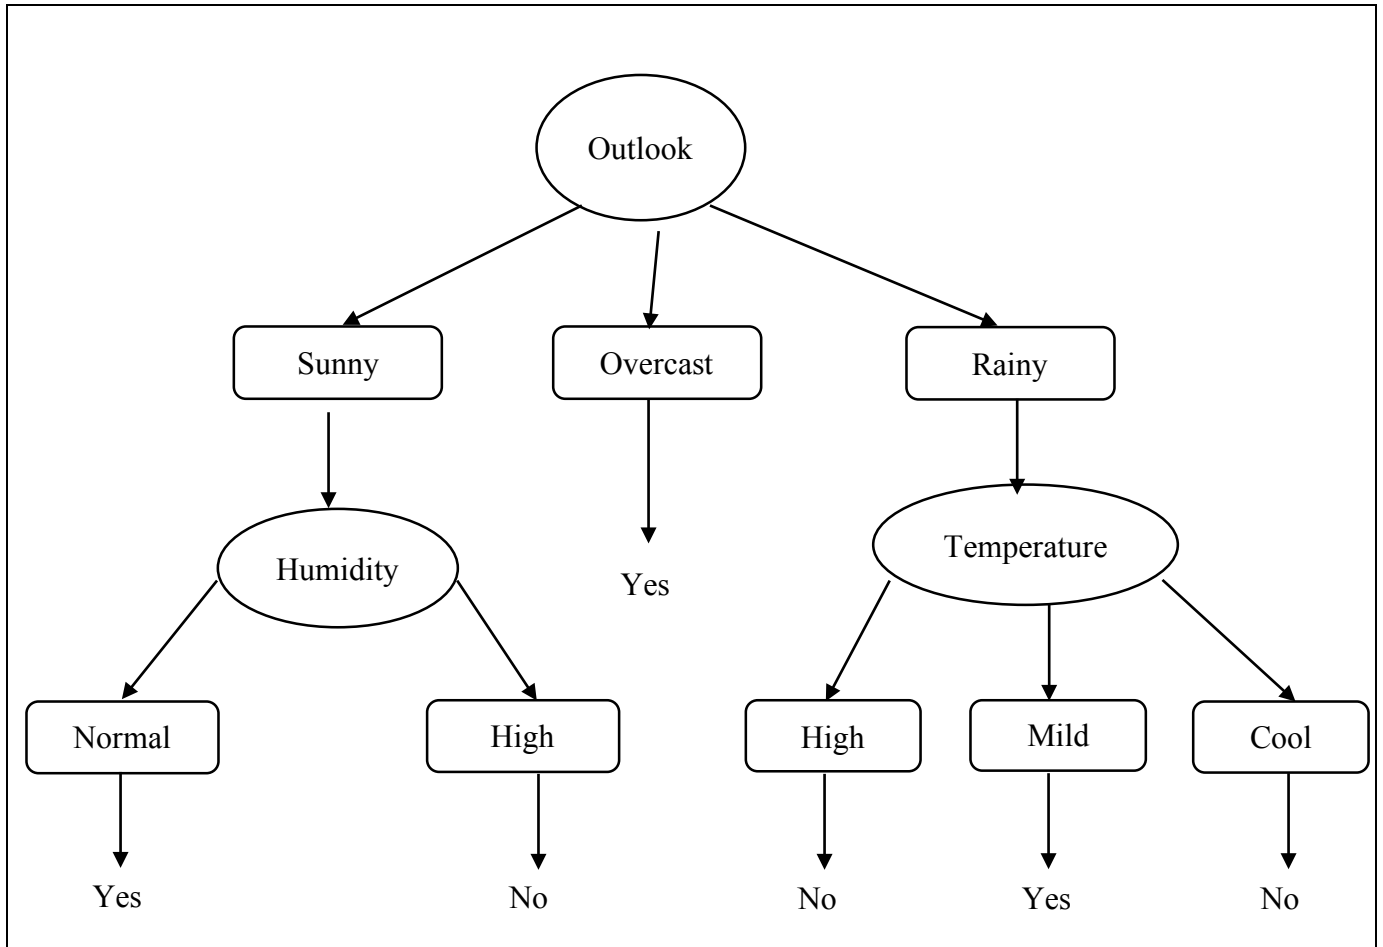 Outlook
Sunny
Overcast
Rainy
Humidity
Yes
Temperature
Normal
High
High
Mild
Cool
Yes
No
No
Yes
No